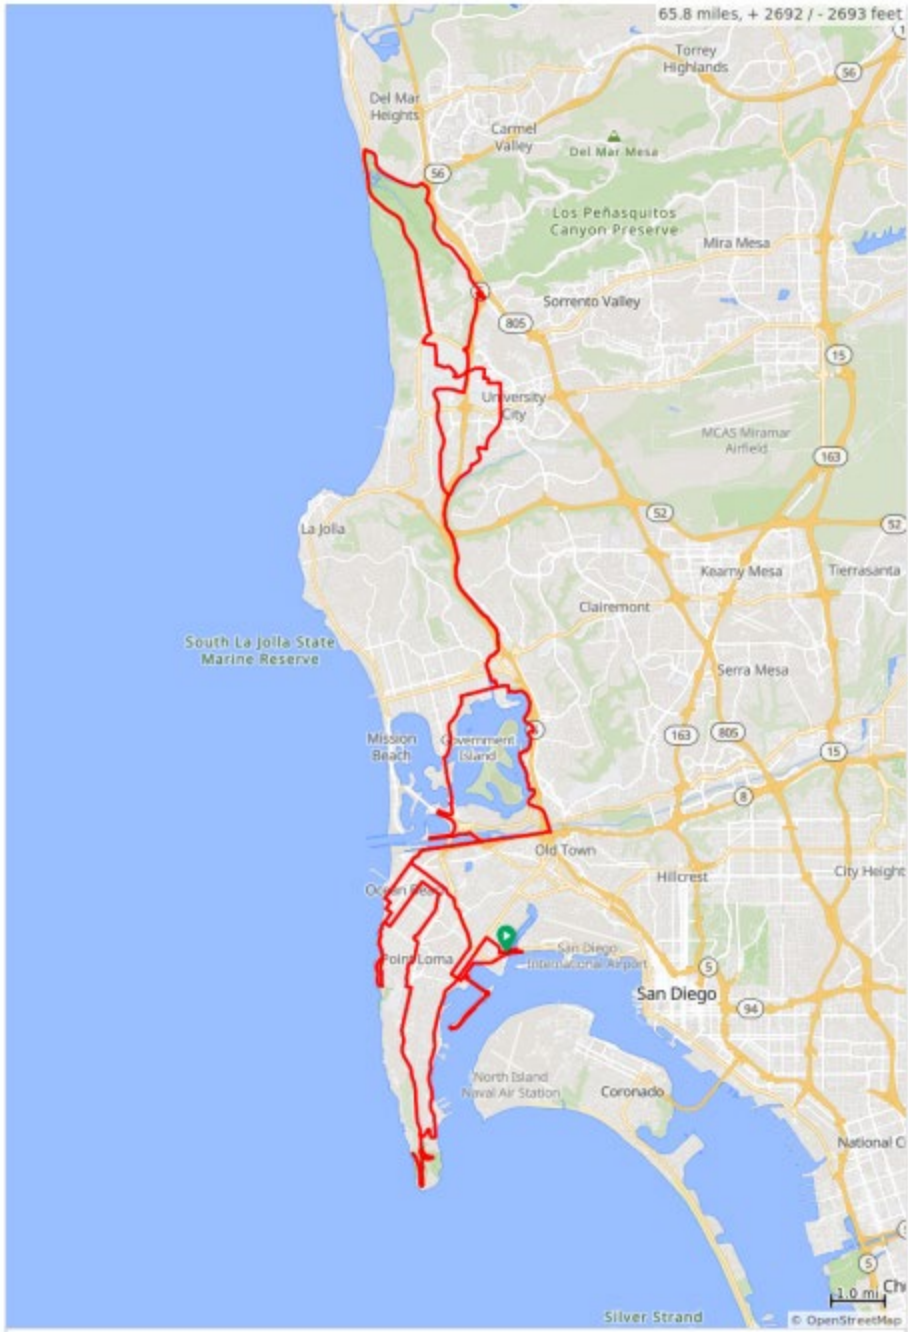 65.8 miles, + 2692 / - 2693 feet
Torrey
Highlands
56
Del Mar
Heights
Carmel
Valley
Del Mar Mesa
56
Los Peñasquitos
Canyon Preserve
Mira Mesa
Sorrento Valley
805
15
University
City
MCAS Miramar
Airfield
163
52
52
La Jolla
Kearny Mesa
Tierrasanta
Clairemont
South La Jolla State
Marine Reserve
Serra Mesa
Mission
Beach
Government
Island
163
805
15
8
Old Town
Hillcrest
City Height
Ocean Bea
Point Loma
San Diego
International Airport
5
San Diego
94
North Island
Naval Air Station
Coronado
National C
5
1.0 mi
Ch
Silver Strand
© OpenStreetMap